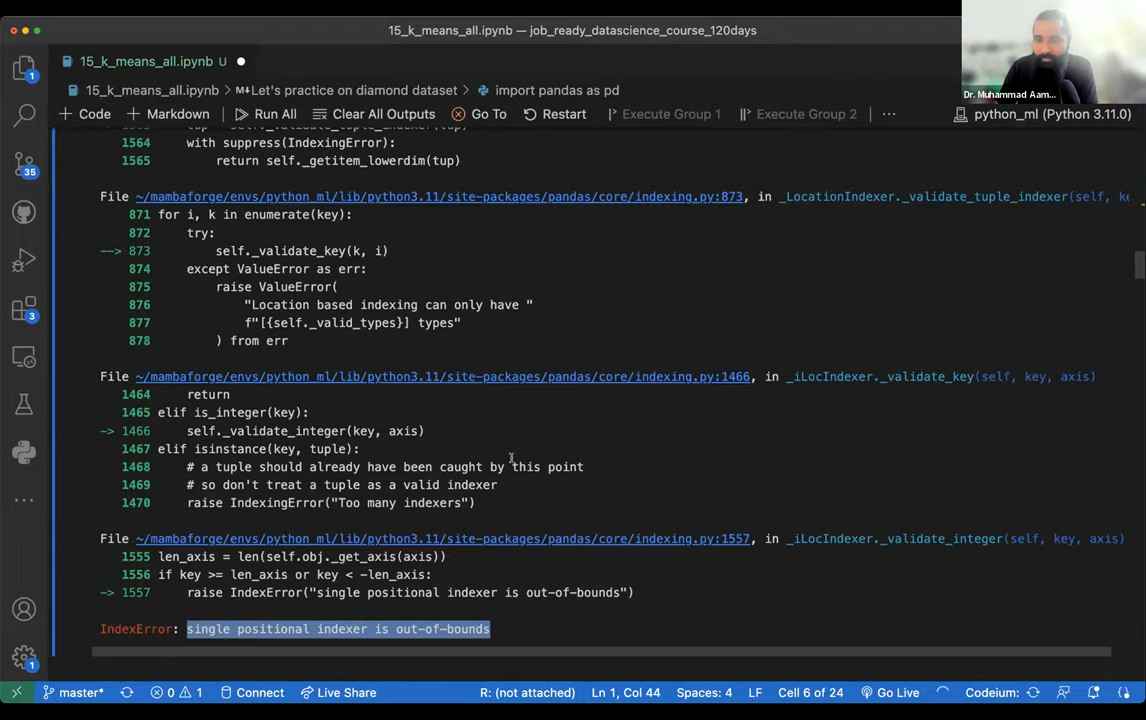 15_k_means_all.ipynb — job_ready_datascience_course_120days
15_k_means_all.ipynb U
15_k_means_all.ipynb > M↓Let's practice on diamond dataset > import pandas as pd
+ Code + Markdown Run All Clear All Outputs Go To Restart Execute Group 1 Execute Group 2 ··· python_ml (Python 3.11.0)
Dr. Muhammad Aam...
1564 with suppress(IndexingError):
1565 return self._getitem_lowerdim(tup)
File ~/mambaforge/envs/python_ml/lib/python3.11/site-packages/pandas/core/indexing.py:873, in _LocationIndexer._validate_tuple_indexer(self, ke
871 for i, k in enumerate(key):
872 try:
--> 873 self._validate_key(k, i)
874 except ValueError as err:
875 raise ValueError(
876 "Location based indexing can only have "
877 f"[{self._valid_types}] types"
878 ) from err
File ~/mambaforge/envs/python_ml/lib/python3.11/site-packages/pandas/core/indexing.py:1466, in _iLocIndexer._validate_key(self, key, axis)
1464 return
1465 elif is_integer(key):
-> 1466 self._validate_integer(key, axis)
1467 elif isinstance(key, tuple):
1468 # a tuple should already have been caught by this point
1469 # so don't treat a tuple as a valid indexer
1470 raise IndexingError("Too many indexers")
File ~/mambaforge/envs/python_ml/lib/python3.11/site-packages/pandas/core/indexing.py:1557, in _iLocIndexer._validate_integer(self, key, axis)
1555 len_axis = len(self.obj._get_axis(axis))
1556 if key >= len_axis or key < -len_axis:
-> 1557 raise IndexError("single positional indexer is out-of-bounds")
IndexError: single positional indexer is out-of-bounds
1
35
3
1
master* 0 1 Connect Live Share R: (not attached) Ln 1, Col 44 Spaces: 4 LF Cell 6 of 24 Go Live Codeium: